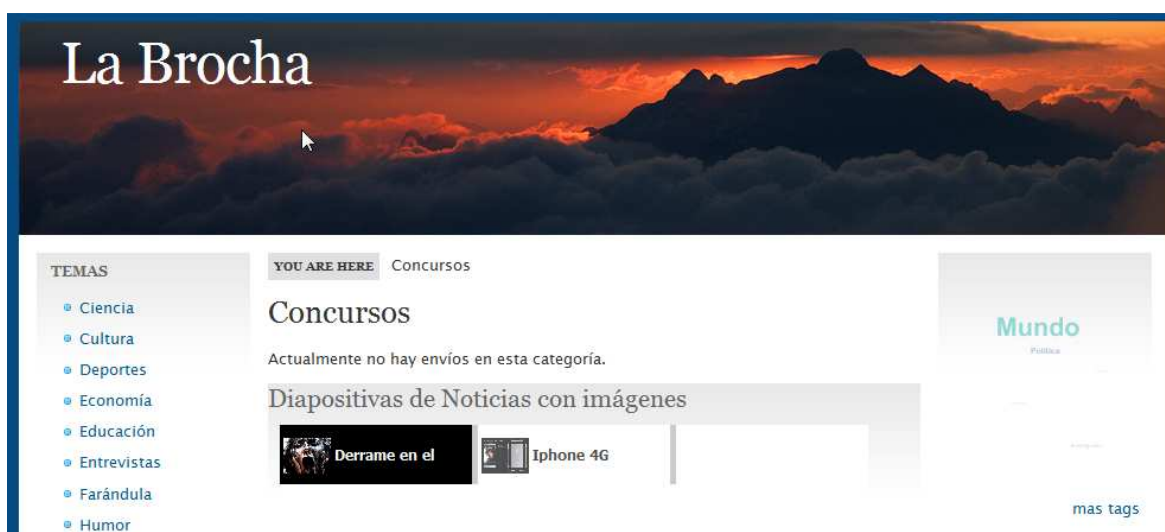 La Brocha
TEMAS
Ciencia
Cultura
Deportes
Economía
Educación
Entrevistas
Farándula
Humor
YOU ARE HERE Concursos
Concursos
Actualmente no hay envíos en esta categoría.
Diapositivas de Noticias con imágenes
Derrame en el
Iphone 4G
Mundo
Política
mas tags